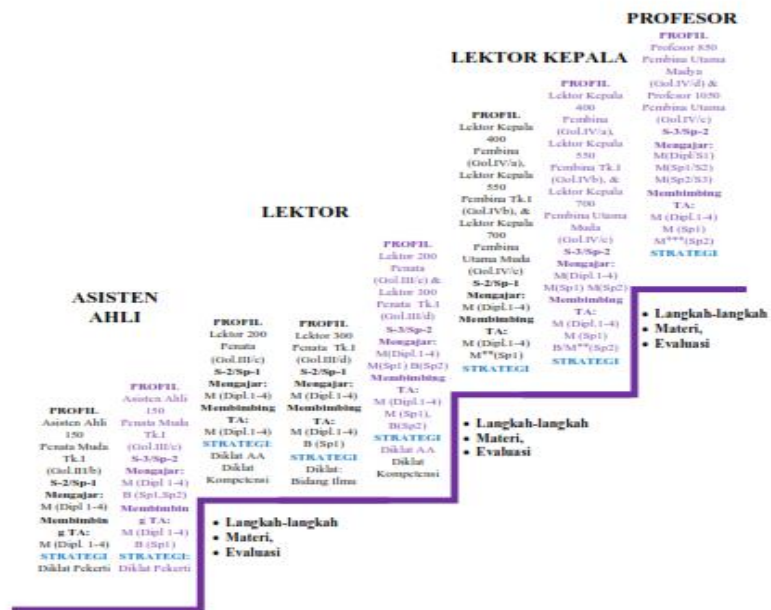 ASISTEN
AHLI
PROFIL
Asisten Ahli
150
Penata Muda
Tk.I
(Gol.III/b)
S-2/Sp-1
Mengajar:
M (Dipl 1-4)
Membimbin
g TA:
M (Dipl. 1-4)
STRATEGI
Diklat Pekerti
PROFIL
Asisten Ahli
150
Penata Muda
Tk.I
(Gol.III/c)
S-3/Sp-2
Mengajar:
M (Dipl 1-4)
B (Sp1,Sp2)
Membimbin
g TA:
M (Dipl 1-4)
B (Sp1)
STRATEGI:
Diklat Pekerti
LEKTOR
PROFIL
Lektor 200
Penata
(Gol.III/c)
S-2/Sp-1
Mengajar:
M (Dipl. 1-4)
Membimbing
TA:
M (Dipl. 1-4)
STRATEGI:
Diklat AA
Diklat
Kompetensi
PROFIL
Lektor 300
Penata Tk.I
(Gol.III/d)
S-2/Sp-1
Mengajar:
M (Dipl. 1-4)
Membimbing
TA:
M (Dipl. 1-4)
B (Sp1)
STRATEGI
Diklat:
Bidang Ilmu
PROFIL
Lektor 200
Penata
(Gol.III/c) &
Lektor 300
Penata Tk.I
(Gol.III/d)
S-3/Sp-2
Mengajar:
M(Dipl.1-4)
M(Sp1) B(Sp2)
Membimbing
TA:
M (Dipl. 1-4)
M (Sp1),
B(Sp2)
STRATEGI
Diklat AA
Diklat
Kompetensi
LEKTOR KEPALA
PROFIL
Lektor Kepala
400
Pembina
(Gol.IV/a),
Lektor Kepala
550
Pembina Tk.I
(Gol.IVb), &
Lektor Kepala
700
Pembina
Utama Muda
(Gol.IV/c)
S-2/Sp-1
Mengajar:
M (Dipl.1-4)
Membimbing
TA:
M (Dipl.1-4)
M**(Sp1)
STRATEGI
PROFIL
Lektor Kepala
400
Pembina
(Gol.IV/a),
Lektor Kepala
550
Pembina Tk.I
(Gol.IVb), &
Lektor Kepala
700
Pembina Utama
Muda
(Gol.IV/c)
S-3/Sp-2
Mengajar:
M(Dipl.1-4)
M(Sp1) M(Sp2)
Membimbing
TA:
M (Dipl. 1-4)
M (Sp1)
B/M**(Sp2)
STRATEGI
PROFESOR
PROFIL
Profesor 850
Pembina Utama
Madya
(Gol.IV/d) &
Profesor 1050
Pembina Utama
(Gol.IV/e)
S-3/Sp-2
Mengajar:
M(Dipl/S1)
M(Sp1/S2)
M(Sp2/S3)
Membimbing
TA:
M (Dipl.1-4)
M (Sp1)
M***(Sp2)
STRATEGI
• Langkah-langkah
• Materi,
• Evaluasi
• Langkah-langkah
• Materi,
• Evaluasi
• Langkah-langkah
• Materi,
• Evaluasi